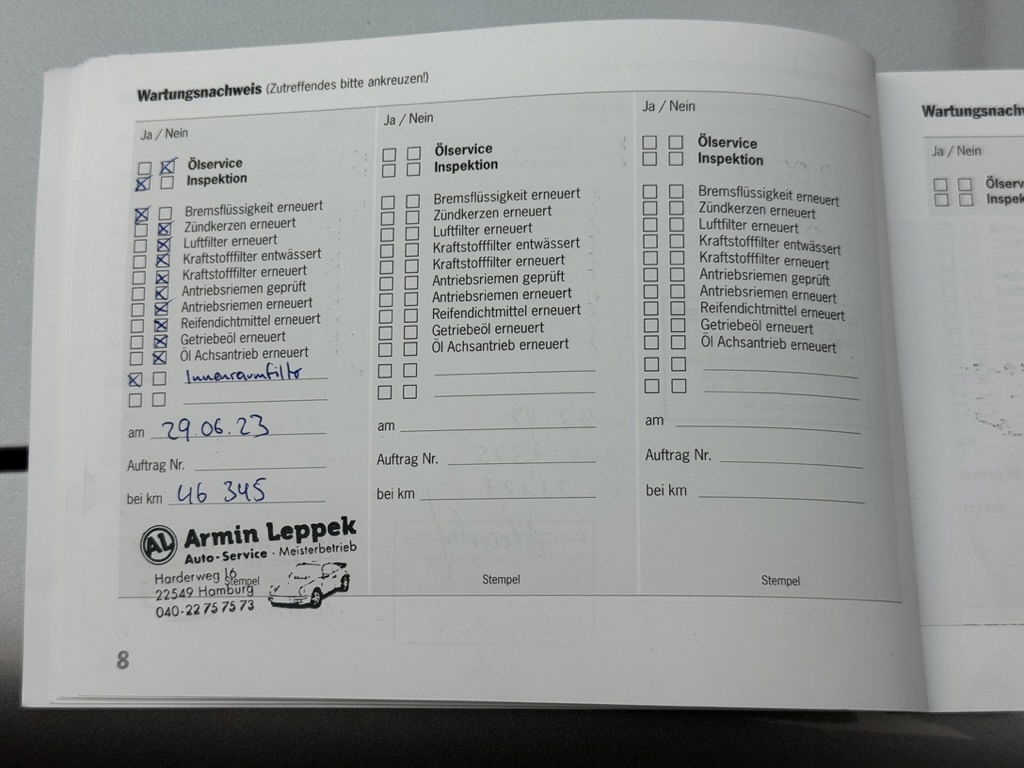 Wartungsnachweis (Zutreffendes bitte ankreuzen!)
Ja / Nein
Ölservice
Inspektion
Bremsflüssigkeit erneuert
Zündkerzen erneuert
Luftfilter erneuert
Kraftstofffilter entwässert
Kraftstofffilter erneuert
Antriebsriemen geprüft
Antriebsriemen erneuert
Reifendichtmittel erneuert
Getriebeöl erneuert
Öl Achsantrieb erneuert
Innenraumfilter
am 29.06.23
Auftrag Nr.
bei km 46 345
AL Armin Leppek
Auto-Service · Meisterbetrieb
Harderweg 16
Stempel
22549 Hamburg
040-22 75 75 73
Ja / Nein
Ölservice
Inspektion
Bremsflüssigkeit erneuert
Zündkerzen erneuert
Luftfilter erneuert
Kraftstofffilter entwässert
Kraftstofffilter erneuert
Antriebsriemen geprüft
Antriebsriemen erneuert
Reifendichtmittel erneuert
Getriebeöl erneuert
Öl Achsantrieb erneuert
am
Auftrag Nr.
bei km
Stempel
Ja / Nein
Ölservice
Inspektion
Bremsflüssigkeit erneuert
Zündkerzen erneuert
Luftfilter erneuert
Kraftstofffilter entwässert
Kraftstofffilter erneuert
Antriebsriemen geprüft
Antriebsriemen erneuert
Reifendichtmittel erneuert
Getriebeöl erneuert
Öl Achsantrieb erneuert
am
Auftrag Nr.
bei km
Stempel
8
Wartungsnach
Ja / Nein
Ölserv
Inspek